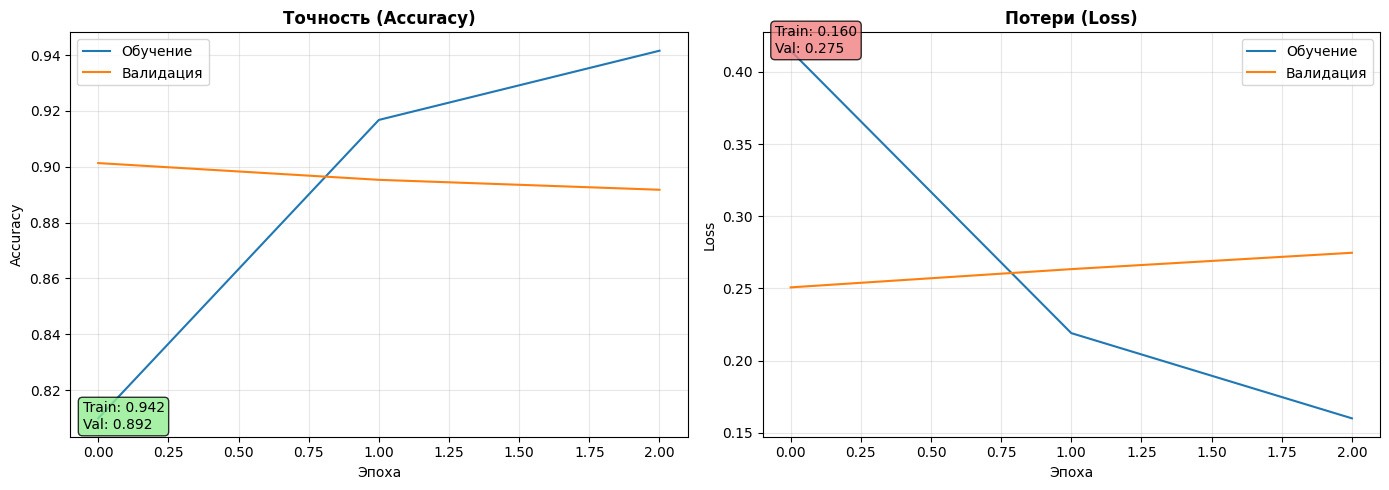 Точность (Accuracy)
Обучение
Валидация
0.94
0.92
0.90
0.88
0.86
0.84
0.82
Accuracy
Train: 0.942
Val: 0.892
0.00 0.25 0.50 0.75 1.00 1.25 1.50 1.75 2.00
Эпоха
Потери (Loss)
Train: 0.160
Val: 0.275
Обучение
Валидация
0.40
0.35
0.30
0.25
0.20
0.15
Loss
0.00 0.25 0.50 0.75 1.00 1.25 1.50 1.75 2.00
Эпоха